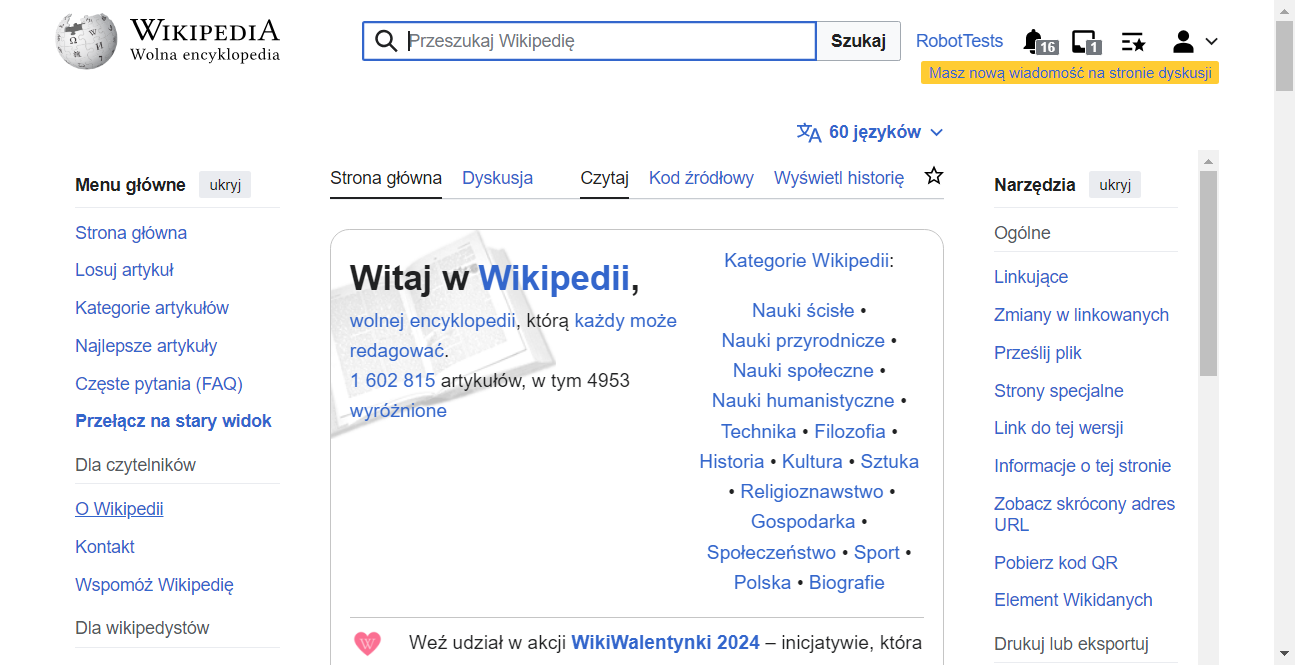 WIKIPEDIA
Wolna encyklopedia
Przeszukaj Wikipedię
Szukaj
RobotTests
16
1
Masz nową wiadomość na stronie dyskusji
60 języków
Menu główne
ukryj
Strona główna
Losuj artykuł
Kategorie artykułów
Najlepsze artykuły
Częste pytania (FAQ)
Przełącz na stary widok
Dla czytelników
O Wikipedii
Kontakt
Wspomóż Wikipedię
Dla wikipedystów
Strona główna
Dyskusja
Czytaj
Kod źródłowy
Wyświetl historię
Witaj w Wikipedii,
wolnej encyklopedii, którą każdy może
redagować.
1 602 815 artykułów, w tym 4953
wyróżnione
Kategorie Wikipedii:
Nauki ścisłe •
Nauki przyrodnicze •
Nauki społeczne •
Nauki humanistyczne •
Technika • Filozofia •
Historia • Kultura • Sztuka
• Religioznawstwo •
Gospodarka •
Społeczeństwo • Sport •
Polska • Biografie
Weź udział w akcji WikiWalentynki 2024 – inicjatywie, która
Narzędzia
ukryj
Ogólne
Linkujące
Zmiany w linkowanych
Prześlij plik
Strony specjalne
Link do tej wersji
Informacje o tej stronie
Zobacz skrócony adres
URL
Pobierz kod QR
Element Wikidanych
Drukuj lub eksportuj